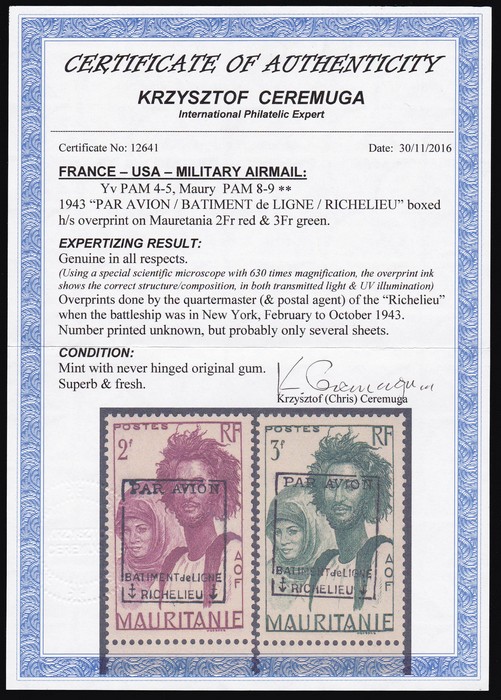 CERTIFICATE OF AUTHENTICITY
KRZYSZTOF CEREMUGA
International Philatelic Expert
Certificate No: 12641 Date: 30/11/2016
FRANCE – USA – MILITARY AIRMAIL:
Yv PAM 4-5, Maury PAM 8-9 **
1943 “PAR AVION / BATIMENT de LIGNE / RICHELIEU” boxed
h/s overprint on Mauretania 2Fr red & 3Fr green.
EXPERTIZING RESULT:
Genuine in all respects.
(Using a special scientific microscope with 630 times magnification, the overprint ink
shows the correct structure/composition, in both transmitted light & UV illumination)
Overprints done by the quartermaster (& postal agent) of the “Richelieu”
when the battleship was in New York, February to October 1943.
Number printed unknown, but probably only several sheets.
CONDITION:
Mint with never hinged original gum.
Superb & fresh.
K. Ceremuga
Krzysztof (Chris) Ceremuga
POSTES RF
2F
PAR AVION
AOF
BATIMENT de LIGNE
RICHELIEU
MAURITANIE
POSTES RF
3F
PAR AVION
AOF
BATIMENT de LIGNE
RICHELIEU
MAURITANIE